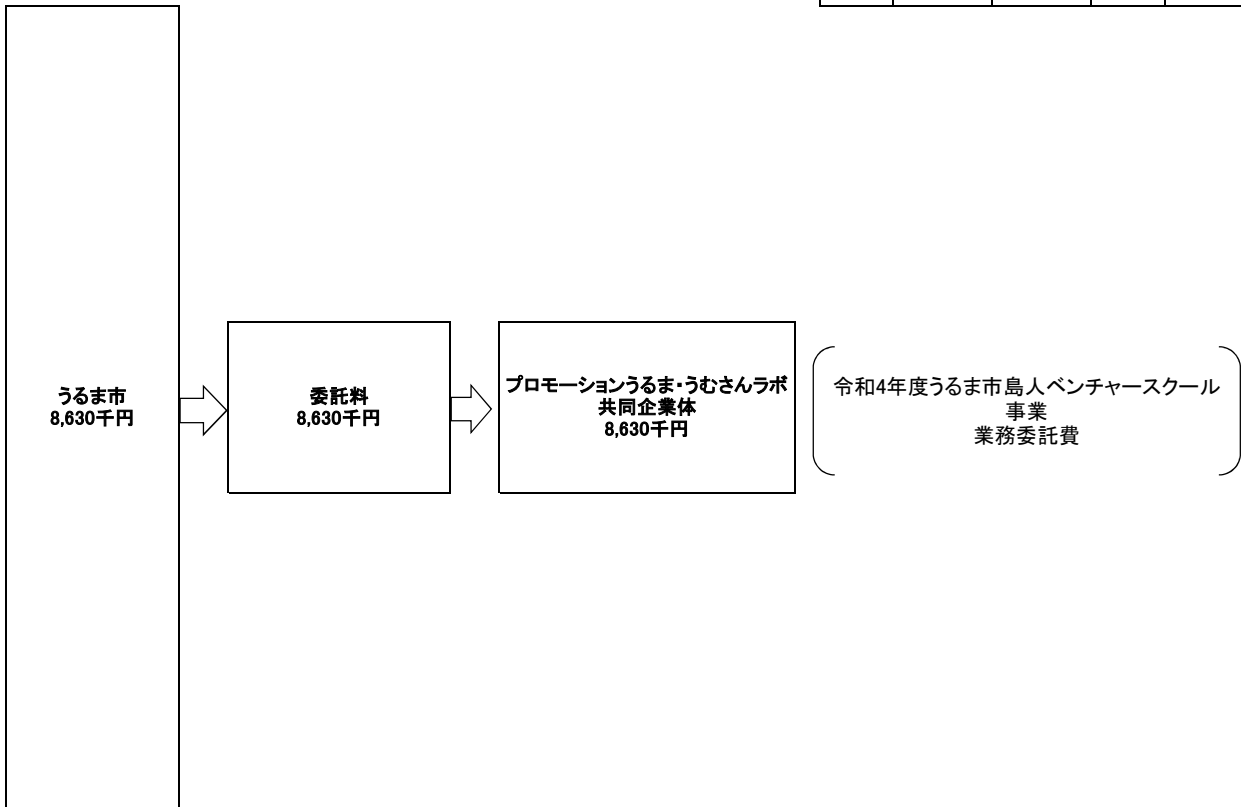 うるま市
8,630千円
委託料
8,630千円
プロモーションうるま・うむさんラボ
共同企業体
8,630千円
令和4年度うるま市島人ベンチャースクール
事業
業務委託費